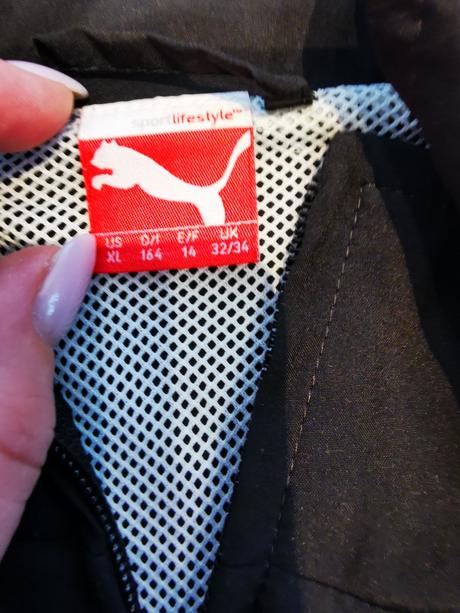 sportlifestyle™
US D/I E/F UK
XL 164 14 32/34